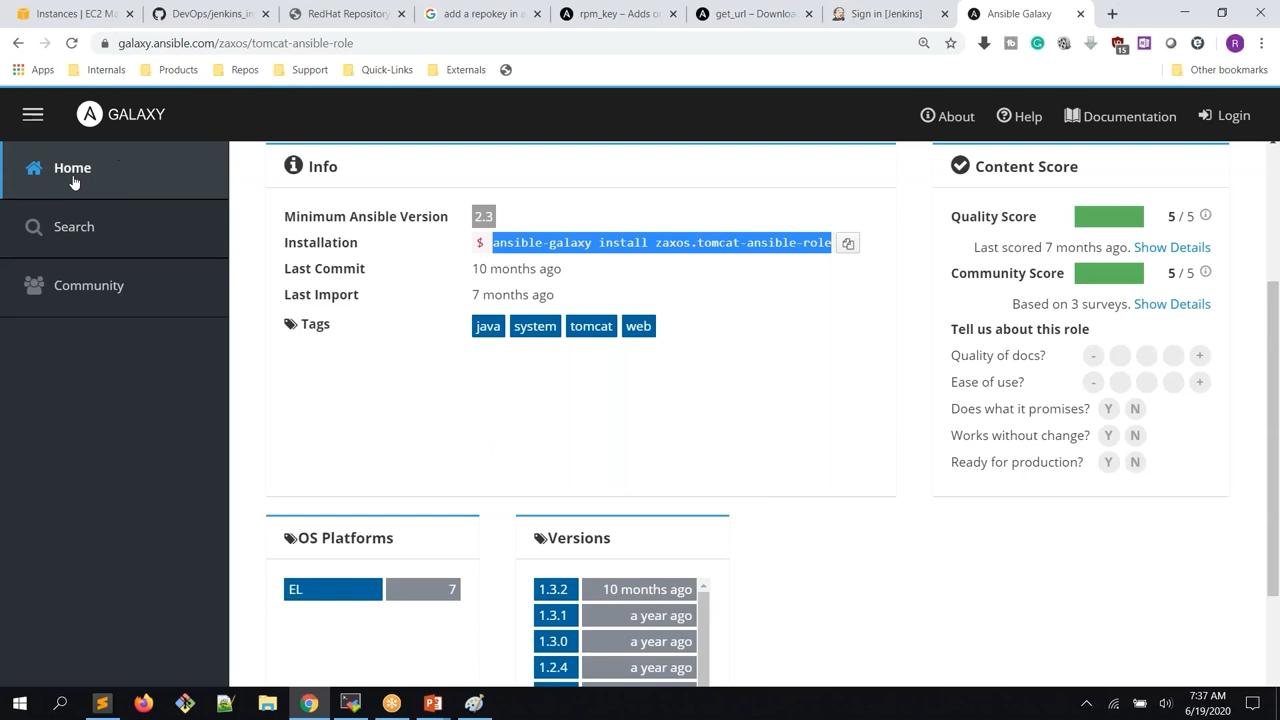 Instances | EC2 Ma
DevOps/jenkins_in
RedHat Repository
add a repokey in a
rpm_key – Adds o
get_url – Downloa
Sign in [Jenkins]
Ansible Galaxy
galaxy.ansible.com/zaxos/tomcat-ansible-role
15
R
Apps
Internals
Products
Repos
Support
Quick-Links
Externals
Other bookmarks
A GALAXY
About
Help
Documentation
Login
Home
Search
Community
Info
Minimum Ansible Version 2.3
Installation $ ansible-galaxy install zaxos.tomcat-ansible-role
Last Commit 10 months ago
Last Import 7 months ago
Tags java system tomcat web
Content Score
Quality Score 5 / 5
Last scored 7 months ago. Show Details
Community Score 5 / 5
Based on 3 surveys. Show Details
Tell us about this role
Quality of docs? - +
Ease of use? - +
Does what it promises? Y N
Works without change? Y N
Ready for production? Y N
OS Platforms
EL 7
Versions
1.3.2 10 months ago
1.3.1 a year ago
1.3.0 a year ago
1.2.4 a year ago
7:37 AM
6/19/2020